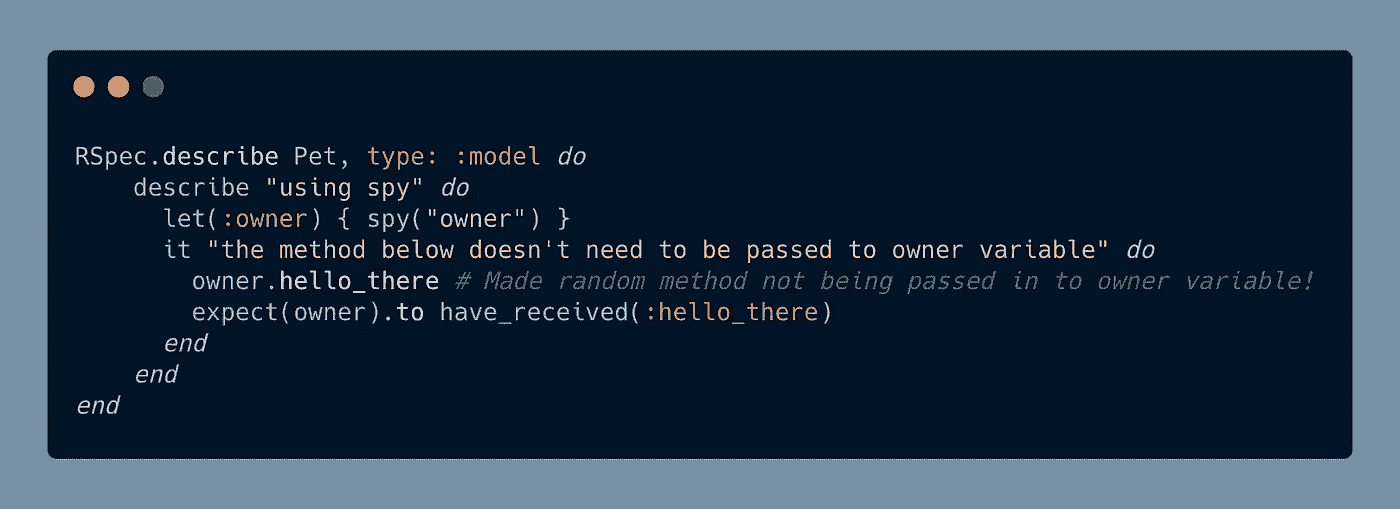 RSpec.describe Pet, type: :model do
describe "using spy" do
let(:owner) { spy("owner") }
it "the method below doesn't need to be passed to owner variable" do
owner.hello_there # Made random method not being passed in to owner variable!
expect(owner).to have_received(:hello_there)
end
end
end